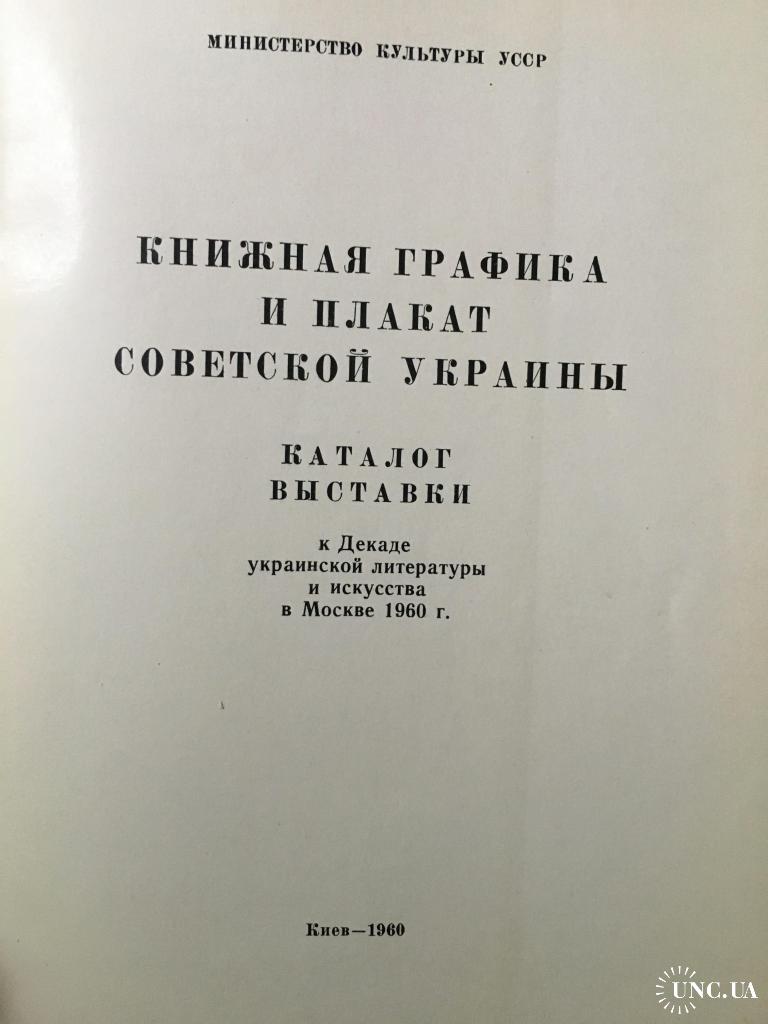 МИНИСТЕРСТВО КУЛЬТУРЫ УССР
КНИЖНАЯ ГРАФИКА
И ПЛАКАТ
СОВЕТСКОЙ УКРАИНЫ
КАТАЛОГ
ВЫСТАВКИ
к Декаде
украинской литературы
и искусства
в Москве 1960 г.
Киев—1960
UNC.UA